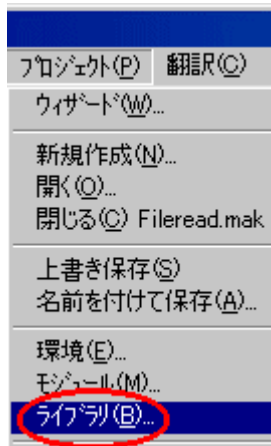 ﾌﾟﾛｼﾞｪｸﾄ(P) 翻訳(C)
ｳｨｻﾞｰﾄﾞ(W)...
新規作成(N)...
開く(O)...
閉じる(C) Fileread.mak
上書き保存(S)
名前を付けて保存(A)...
環境(E)...
ﾓｼﾞｭｰﾙ(M)...
ﾗｲﾌﾞﾗﾘ(B)...